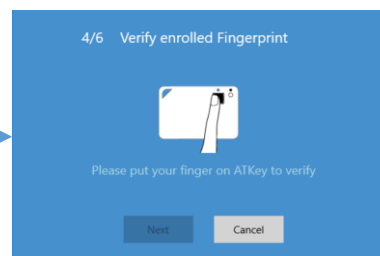 4/6 Verify enrolled Fingerprint
Please put your finger on ATKey to verify
Next Cancel